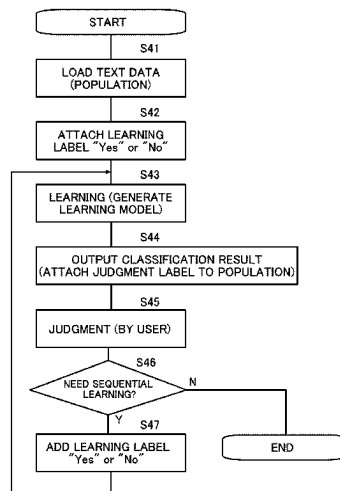 START
S41
LOAD TEXT DATA
(POPULATION)
S42
ATTACH LEARNING
LABEL "Yes" or "No"
S43
LEARNING (GENERATE
LEARNING MODEL)
S44
OUTPUT CLASSIFICATION RESULT
(ATTACH JUDGMENT LABEL TO POPULATION)
S45
JUDGMENT (BY USER)
S46
NEED SEQUENTIAL
LEARNING?
N
Y
S47
ADD LEARNING LABEL
"Yes" or "No"
END